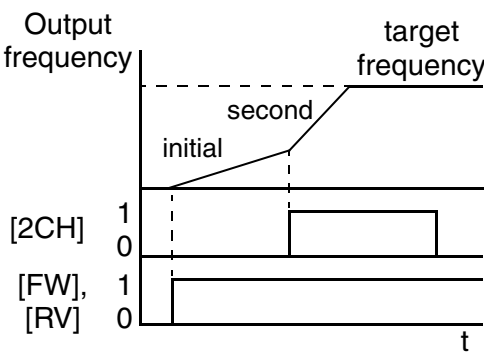 Output
frequency
target
frequency
second
initial
[2CH]
1
0
[FW],
[RV]
1
0
t